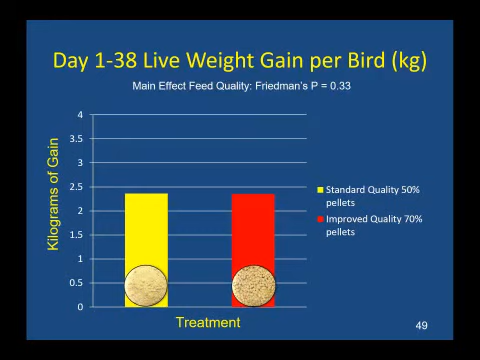 Day 1-38 Live Weight Gain per Bird (kg)
Main Effect Feed Quality: Friedman's P = 0.33
Kilograms of Gain
4
3.5
3
2.5
2
1.5
1
0.5
0
Standard Quality 50%
pellets
Improved Quality 70%
pellets
Treatment
49